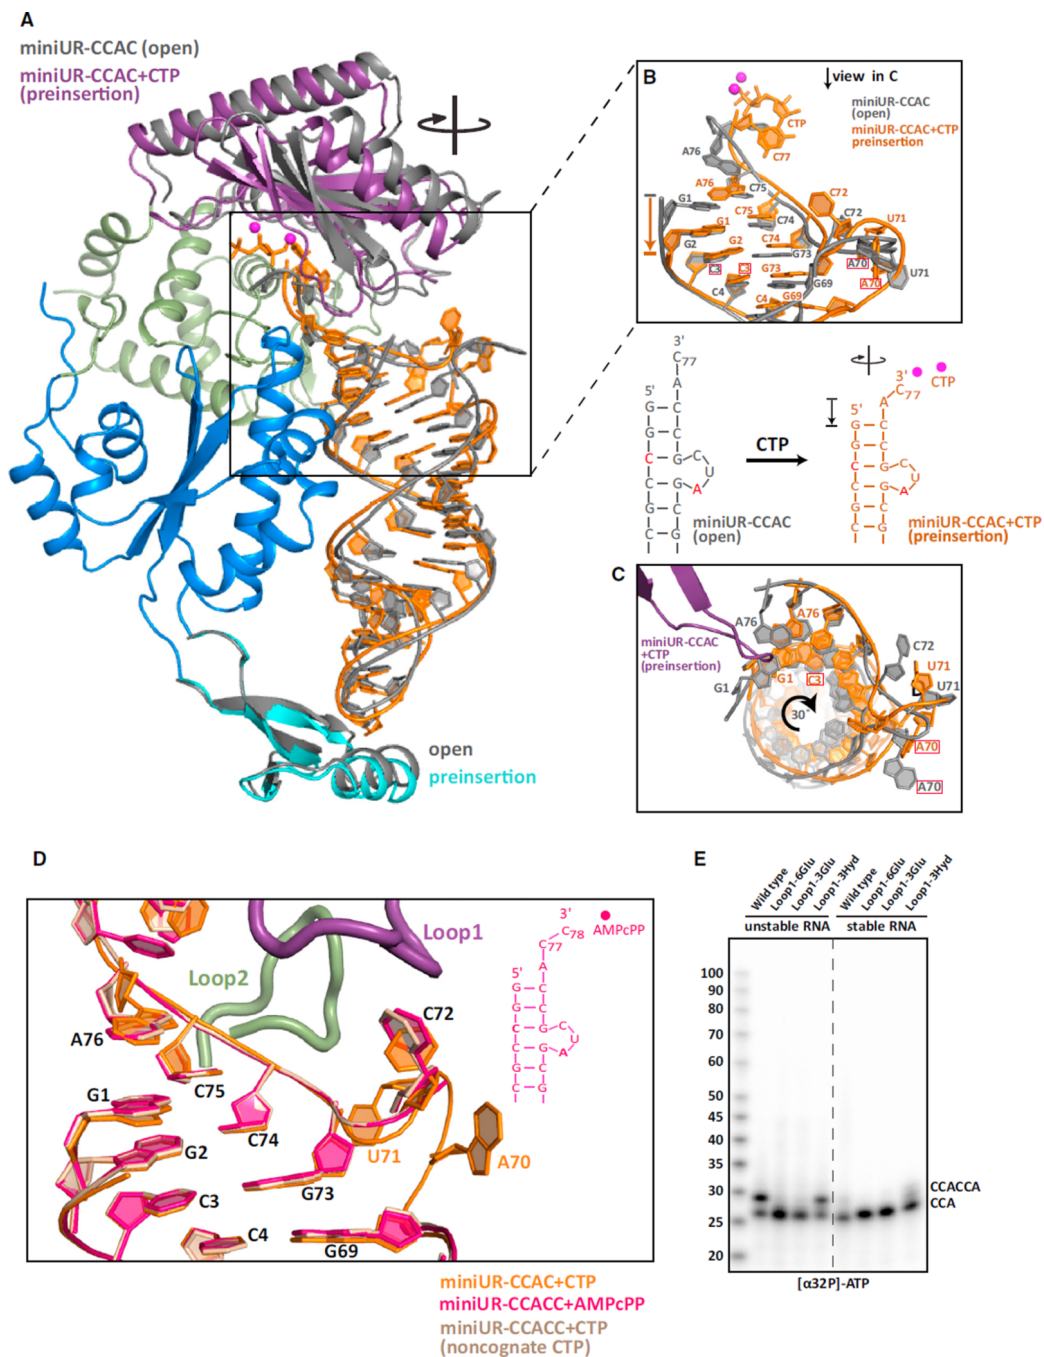 A
miniUR-CCAC (open)
miniUR-CCAC+CTP
(preinsertion)
open
preinsertion
B
view in C
miniUR-CCAC
(open)
miniUR-CCAC+CTP
preinsertion
CTP
C77
A76
A76
C75
C72
G1
C75
C74
C72
U71
G1
G2
G2
C74
G73
A70
C3
C3
G73
G69
A70
U71
C4
C4
G69
3'
C77
A
5'
G C
G C
C G
C G
G C
C G
C
U
A
miniUR-CCAC
(open)
CTP
3'
C77
CTP
A
5'
G C
G C
C G
C G
G C
C G
C
U
A
miniUR-CCAC+CTP
(preinsertion)
C
miniUR-CCAC
+CTP
(preinsertion)
A76
A76
C72
G1
G1
C3
U71
U71
30°
A70
A70
D
Loop1
Loop2
A76
C75
C72
G1
C74
G2
U71
A70
G73
C3
C4
G69
3'
C78
AMPcPP
C77
A
5'
G C
G C
C G
C G
G C
C G
C
U
A
miniUR-CCAC+CTP
miniUR-CCACC+AMPcPP
miniUR-CCACC+CTP
(noncognate CTP)
E
Wild type
Loop1-6Glu
Loop1-3Glu
Loop1-3Hyd
Wild type
Loop1-6Glu
Loop1-3Glu
Loop1-3Hyd
unstable RNA
stable RNA
100
90
80
70
60
50
45
40
35
30
25
20
CCACCA
CCA
[α32P]-ATP